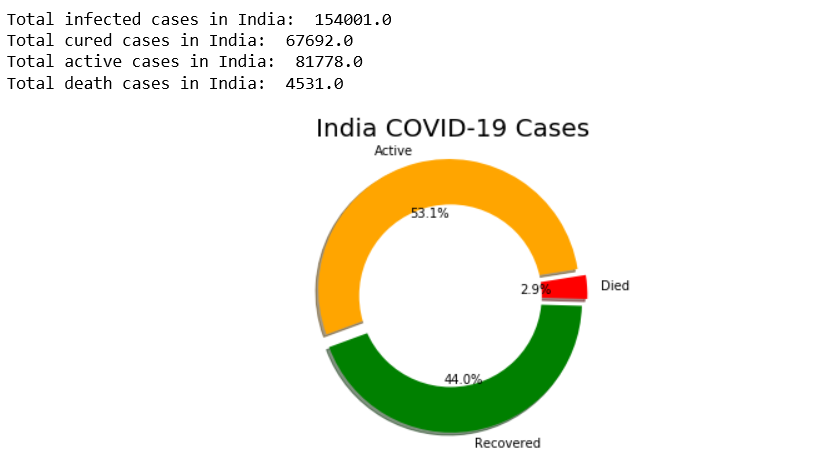 Total infected cases in India:  154001.0
Total cured cases in India:  67692.0
Total active cases in India:  81778.0
Total death cases in India:  4531.0
India COVID-19 Cases
Active
53.1%
2.9%
Died
44.0%
Recovered